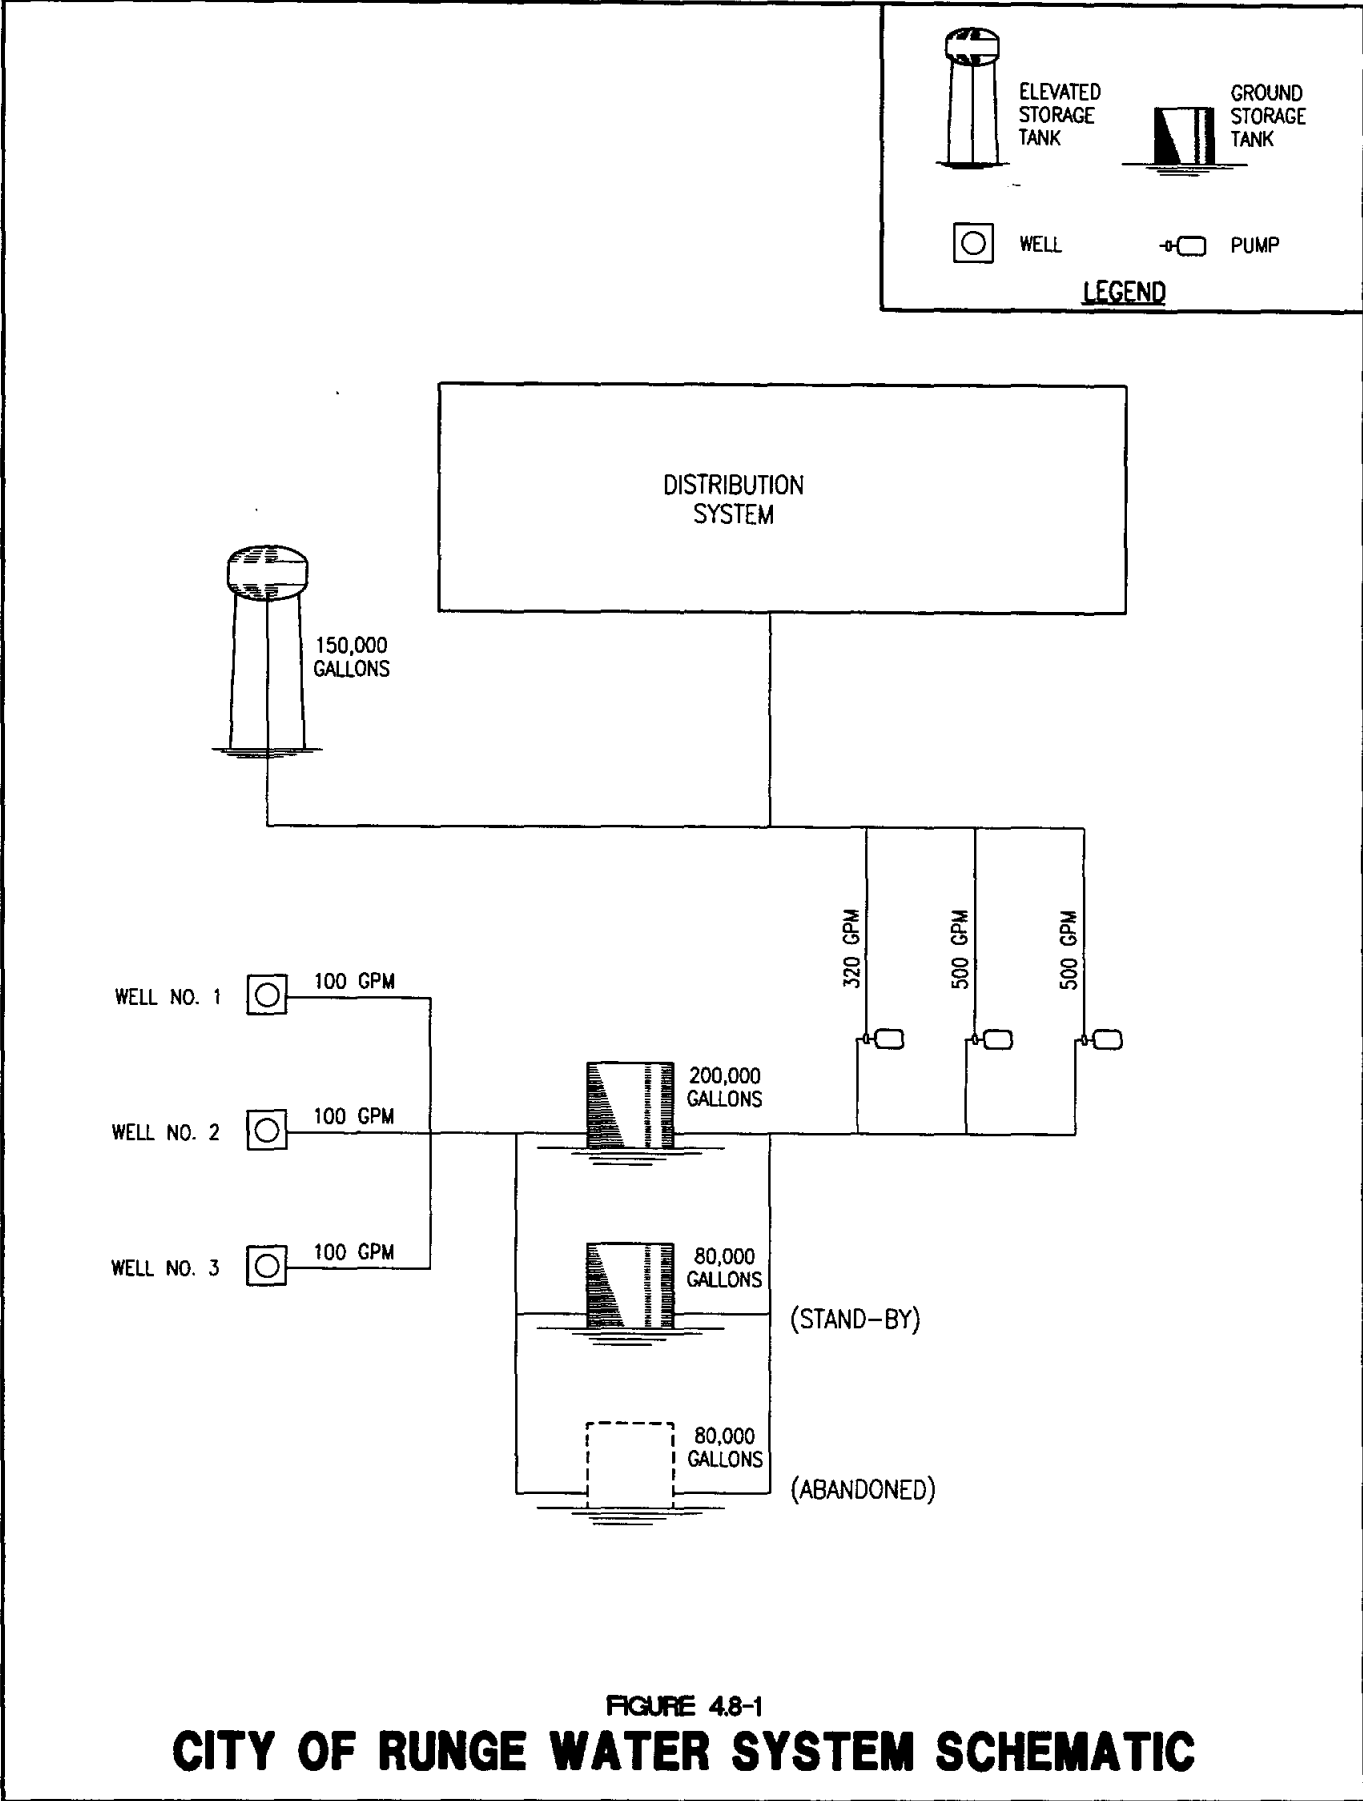 ELEVATED
STORAGE
TANK
GROUND
STORAGE
TANK
WELL
PUMP
LEGEND
DISTRIBUTION
SYSTEM
150,000
GALLONS
320 GPM
500 GPM
500 GPM
WELL NO. 1
100 GPM
WELL NO. 2
100 GPM
WELL NO. 3
100 GPM
200,000
GALLONS
80,000
GALLONS
(STAND-BY)
80,000
GALLONS
(ABANDONED)
FIGURE 4.8-1
CITY OF RUNGE WATER SYSTEM SCHEMATIC